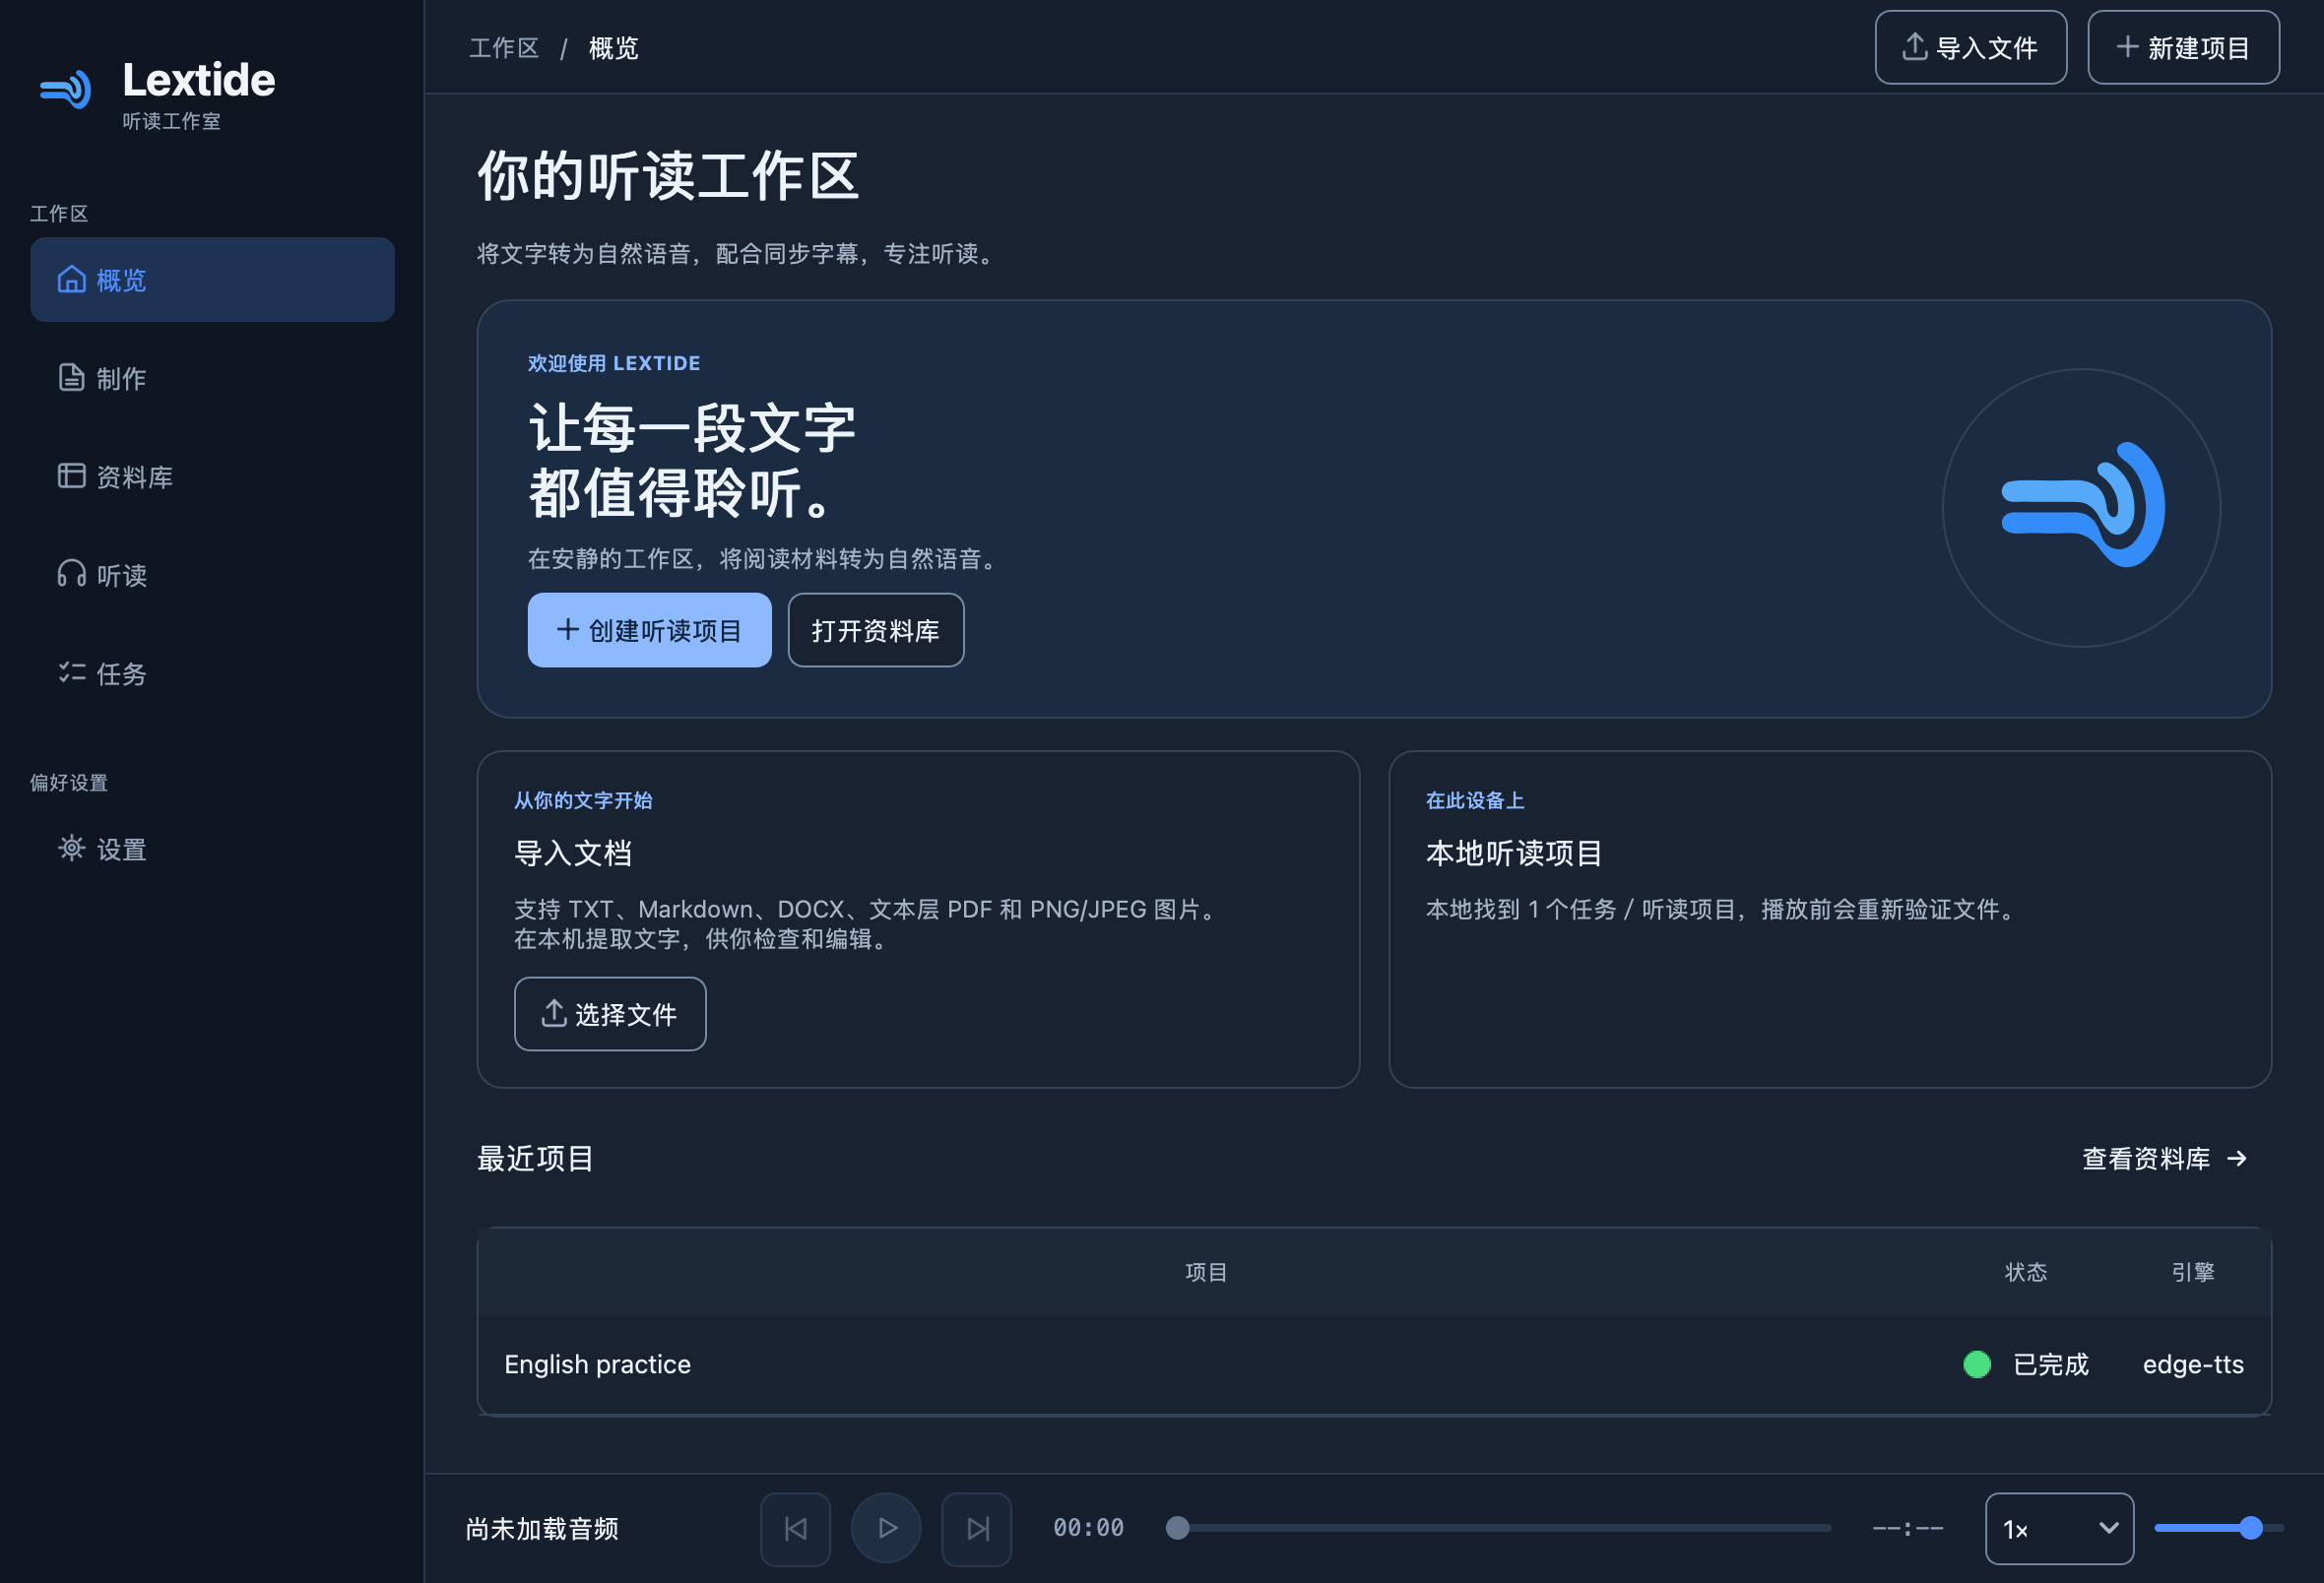 Lextide
听读工作室
工作区
概览
制作
资料库
听读
任务
偏好设置
设置
工作区 / 概览
导入文件
新建项目
你的听读工作区
将文字转为自然语音，配合同步字幕，专注听读。
欢迎使用 LEXTIDE
让每一段文字
都值得聆听。
在安静的工作区，将阅读材料转为自然语音。
创建听读项目
打开资料库
从你的文字开始
导入文档
支持 TXT、Markdown、DOCX、文本层 PDF 和 PNG/JPEG 图片。
在本机提取文字，供你检查和编辑。
选择文件
在此设备上
本地听读项目
本地找到 1 个任务 / 听读项目，播放前会重新验证文件。
最近项目
查看资料库 →
项目 状态 引擎
English practice 已完成 edge-tts
尚未加载音频
00:00
--:--
1×